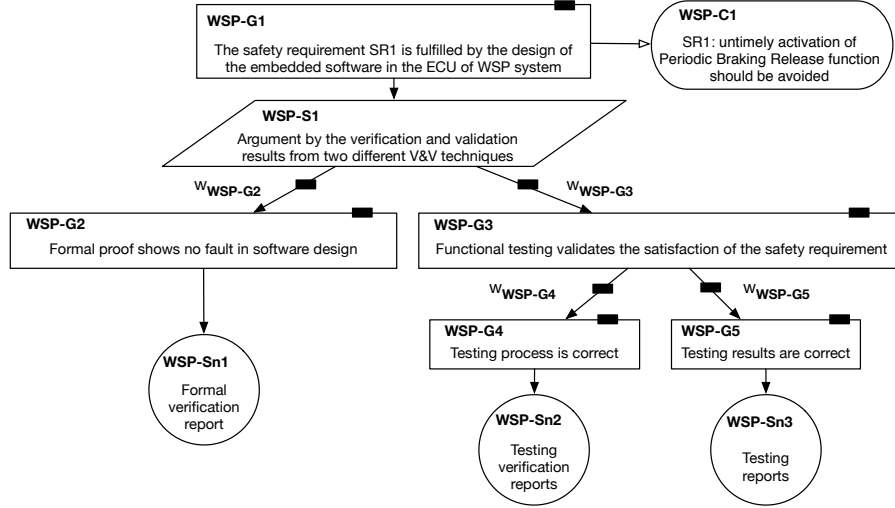 WSP-G1
The safety requirement SR1 is fulfilled by the design of
the embedded software in the ECU of WSP system
WSP-C1
SR1: untimely activation of
Periodic Braking Release function
should be avoided
WSP-S1
Argument by the verification and validation
results from two different V&V techniques
wWSP-G2
wWSP-G3
WSP-G2
Formal proof shows no fault in software design
WSP-G3
Functional testing validates the satisfaction of the safety requirement
wWSP-G4
wWSP-G5
WSP-G4
Testing process is correct
WSP-G5
Testing results are correct
WSP-Sn1
Formal
verification
report
WSP-Sn2
Testing
verification
reports
WSP-Sn3
Testing
reports